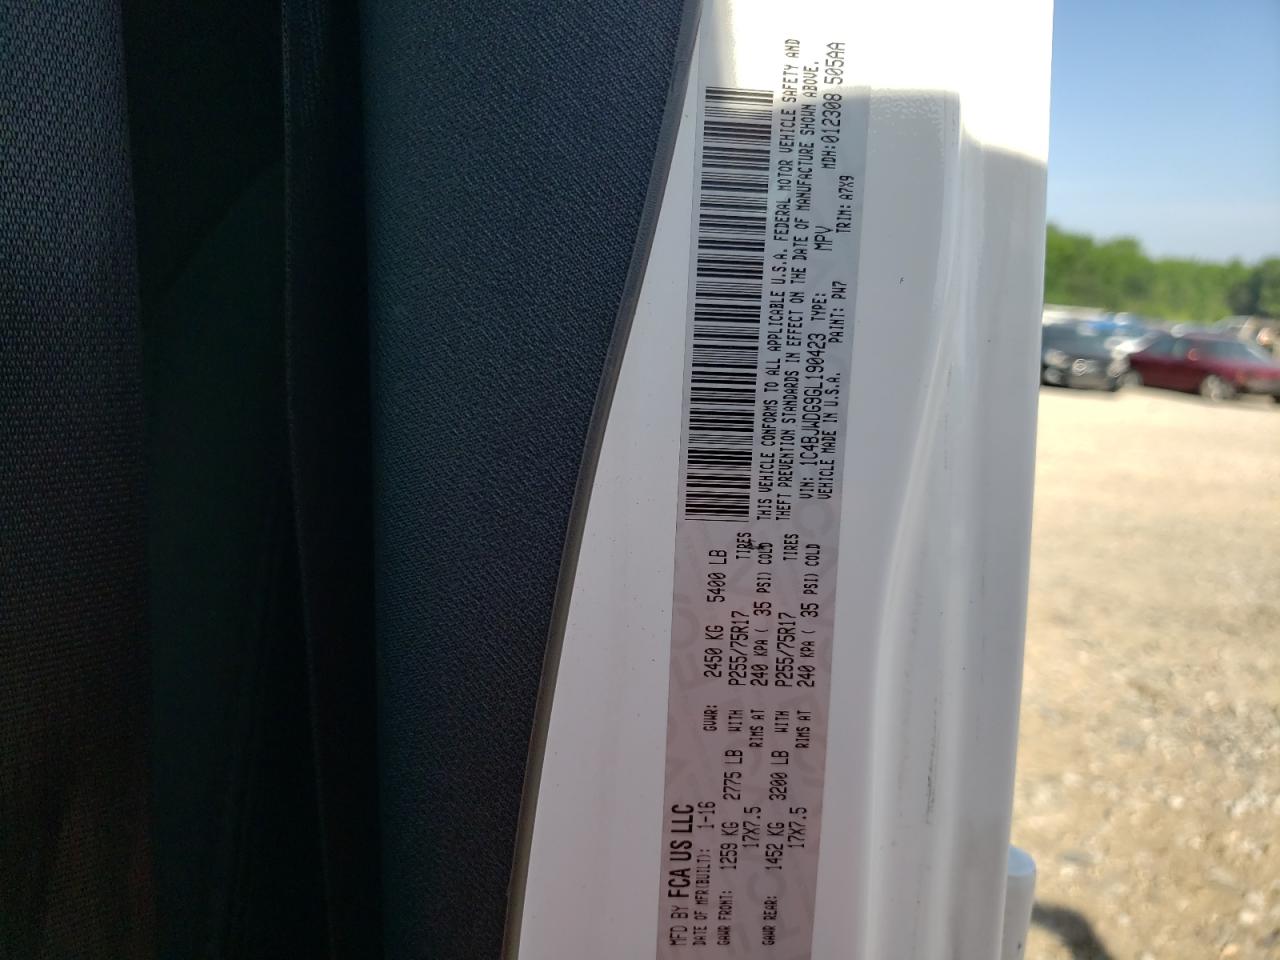 MFD BY FCA US LLC
DATE OF MFR(BUILT): 1-16 GVWR: 2450 KG 5400 LB
GAWR FRONT: 1259 KG 2775 LB WITH P255/75R17 TIRES
17X7.5 RIMS AT 240 KPA ( 35 PSI) COLD
GAWR REAR: 1452 KG 3200 LB WITH P255/75R17 TIRES
17X7.5 RIMS AT 240 KPA ( 35 PSI) COLD
THIS VEHICLE CONFORMS TO ALL APPLICABLE U.S.A. FEDERAL MOTOR VEHICLE SAFETY AND
THEFT PREVENTION STANDARDS IN EFFECT ON THE DATE OF MANUFACTURE SHOWN ABOVE.
VIN: 1C4BJWDG9GL190423 TYPE: MPV MDH:012308 505AA
VEHICLE MADE IN U.S.A. PAINT: PW7 TRIM: A7X9